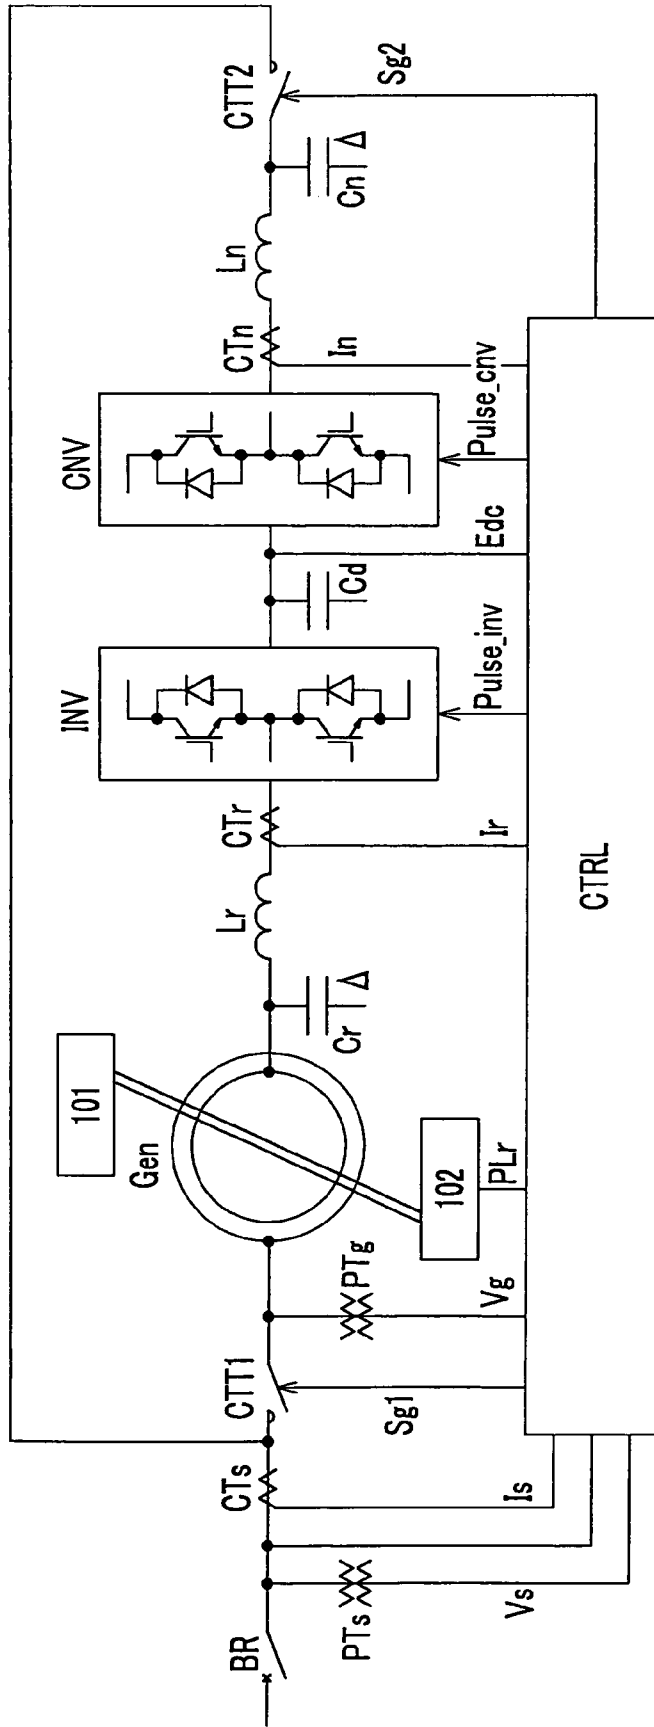 BR
PTs
Vs
CTs
Is
CTT1
Sg1
PTg
Vg
Gen
101
102
PLr
Cr
Lr
CTr
Ir
INV
Pulse_inv
Cd
Edc
CNV
Pulse_cnv
CTn
In
Ln
Cn
CTT2
Sg2
CTRL